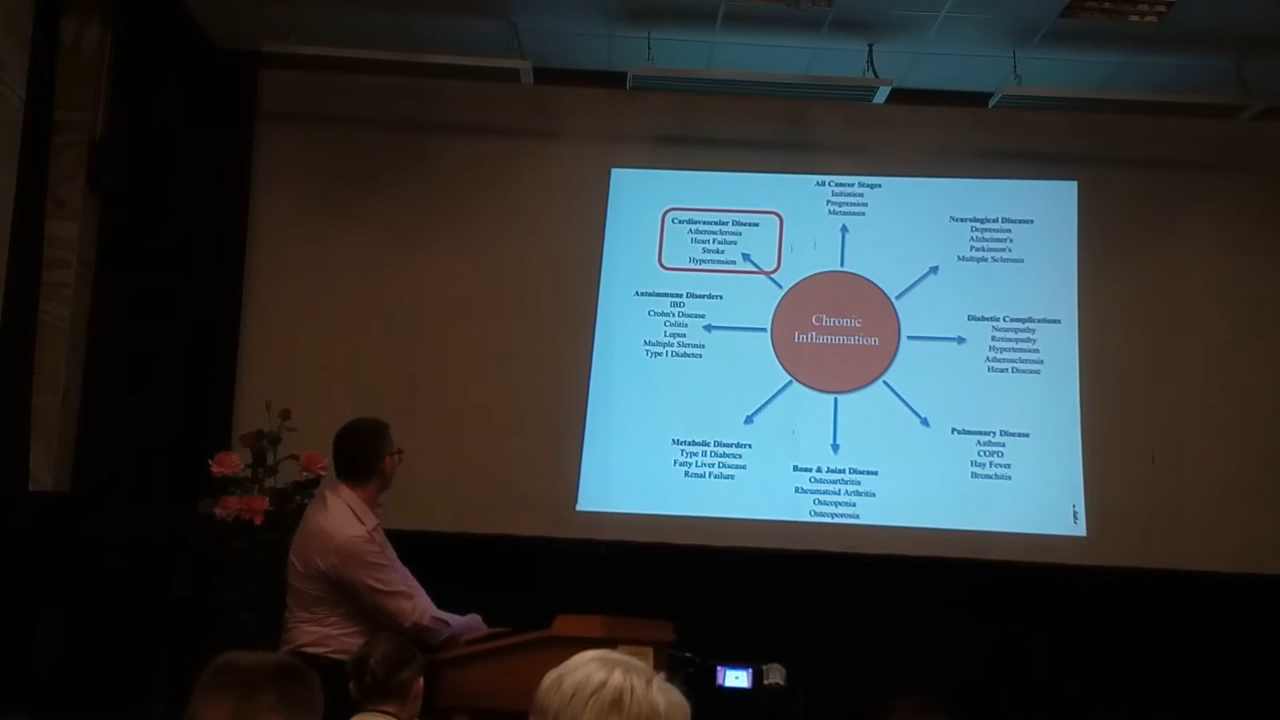 All Cancer Stages
Initiation
Progression
Metastasis
Cardiovascular Disease
Atherosclerosis
Heart Failure
Stroke
Hypertension
Neurological Diseases
Depression
Alzheimer's
Parkinson's
Multiple Sclerosis
Autoimmune Disorders
IBD
Crohn's Disease
Colitis
Lupus
Multiple Slerosis
Type I Diabetes
Chronic
Inflammation
Diabetic Complications
Neuropathy
Retinopathy
Hypertension
Atherosclerosis
Heart Disease
Metabolic Disorders
Type II Diabetes
Fatty Liver Disease
Renal Failure
Bone & Joint Disease
Osteoarthritis
Rheumatoid Arthritis
Osteopenia
Osteoporosis
Pulmonary Disease
Asthma
COPD
Hay Fever
Bronchitis